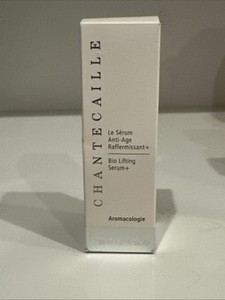 CHANTECAILLE
Le Sérum
Anti-Age
Raffermissant+
Bio Lifting
Serum+
Aromacologie